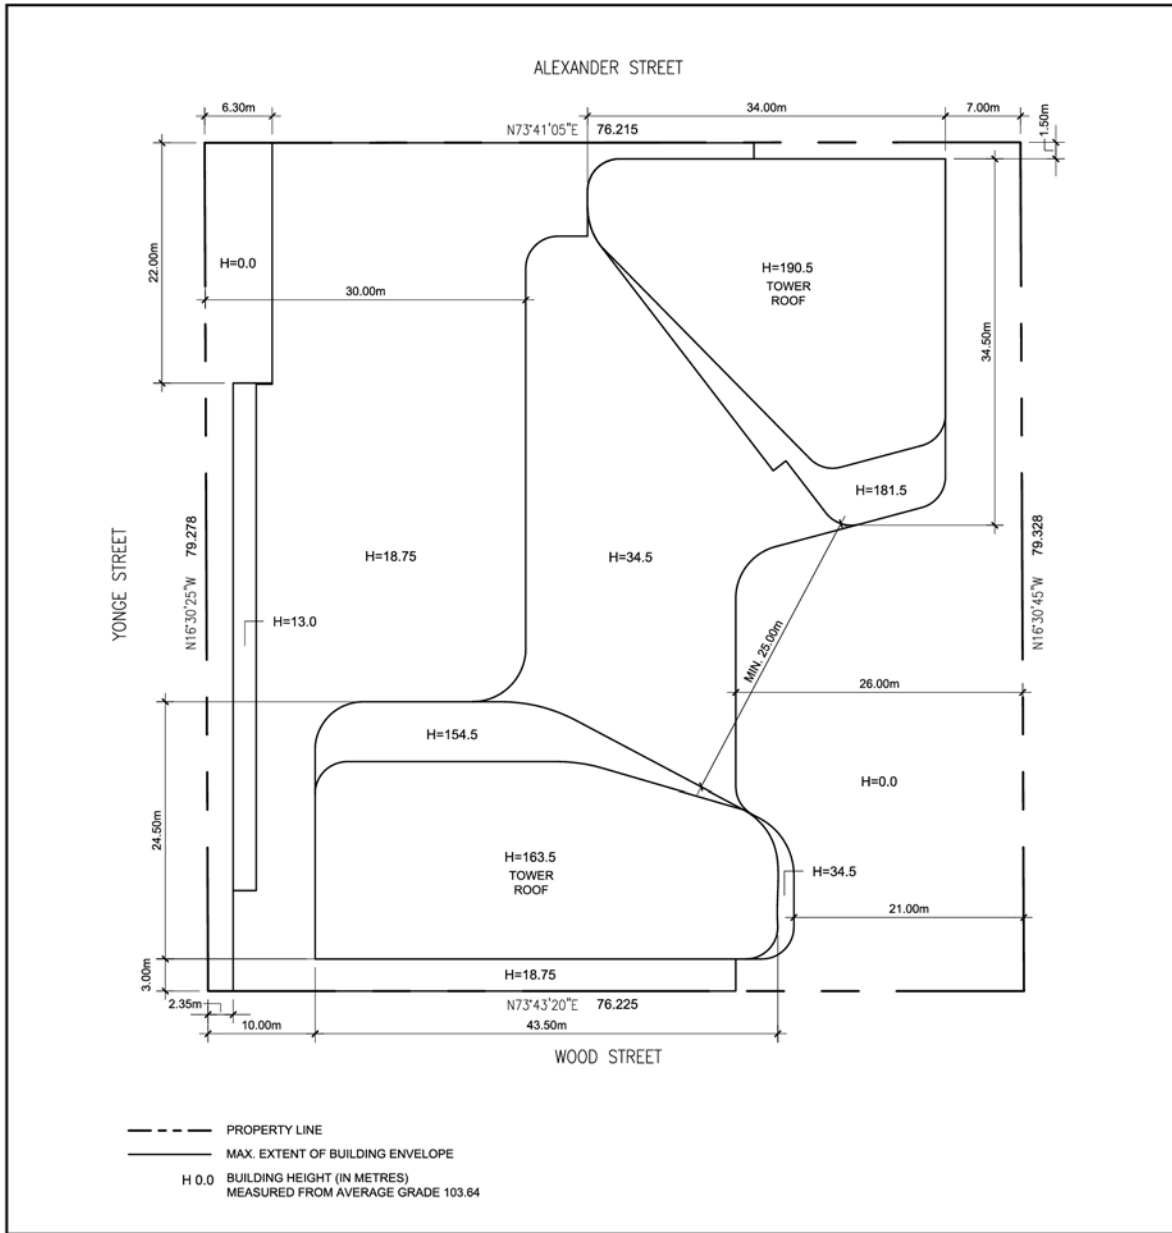 ALEXANDER STREET
6.30m
34.00m
7.00m
1.50m
N73°41'05"E 76.215
22.00m
H=0.0
H=190.5
TOWER
ROOF
30.00m
34.50m
H=181.5
YONGE STREET
N16°30'25"W 79.278
H=18.75
H=34.5
N16°30'45"W 79.328
H=13.0
MIN. 25.00m
26.00m
H=154.5
H=0.0
24.50m
H=163.5
TOWER
ROOF
H=34.5
21.00m
3.00m
H=18.75
2.35m
N73°43'20"E 76.225
10.00m
43.50m
WOOD STREET
PROPERTY LINE
MAX. EXTENT OF BUILDING ENVELOPE
H 0.0 BUILDING HEIGHT (IN METRES)
MEASURED FROM AVERAGE GRADE 103.64